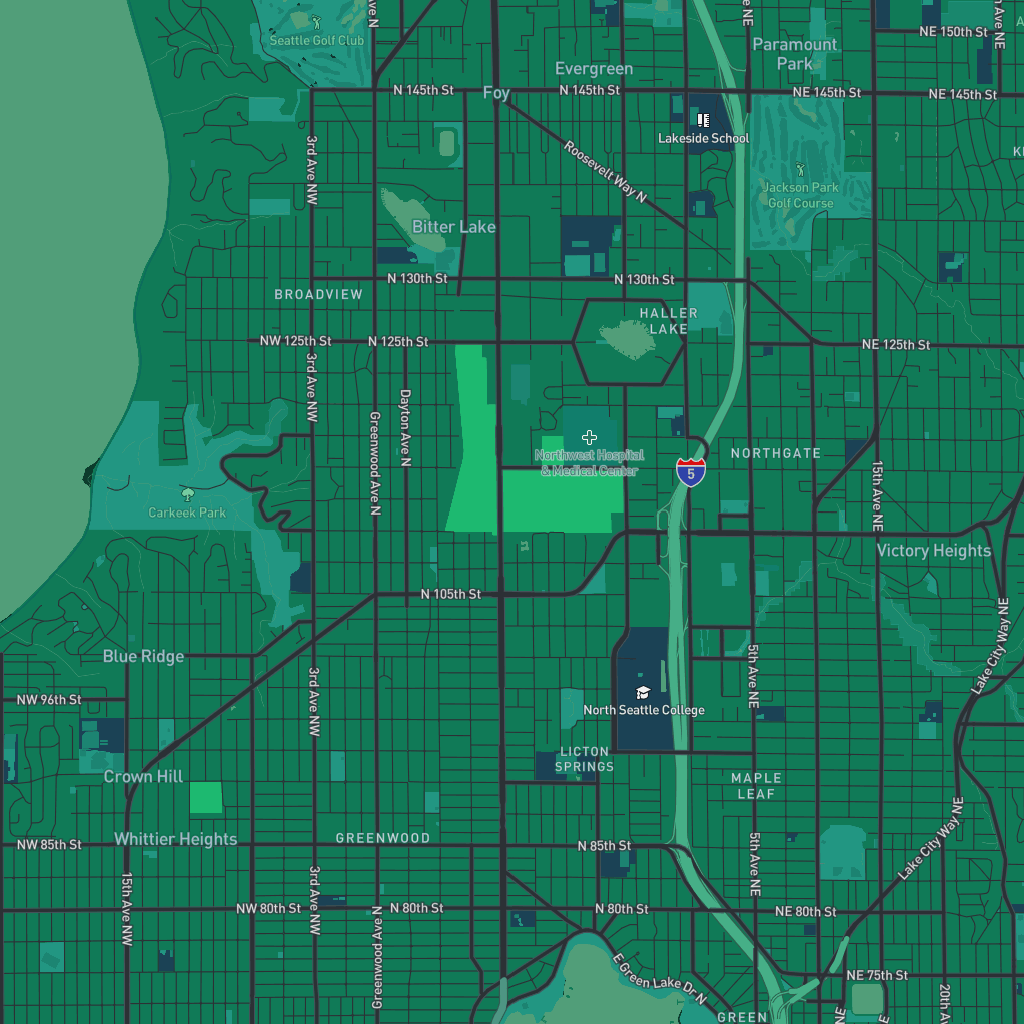 Ave N
Ave NE
Ave NE
Seattle Golf Club
NE 150th St
Paramount
Park
Evergreen
N 145th St
Foy
N 145th St
NE 145th St
NE 145th St
Lakeside School
3rd Ave NW
Roosevelt Way N
Jackson Park
Golf Course
Bitter Lake
N 130th St
N 130th St
BROADVIEW
HALLER
LAKE
NW 125th St
N 125th St
NE 125th St
3rd Ave NW
Dayton Ave N
Greenwood Ave N
Northwest Hospital
& Medical Center
NORTHGATE
5
15th Ave NE
Carkeek Park
Victory Heights
N 105th St
Lake City Way NE
Blue Ridge
5th Ave NE
3rd Ave NW
NW 96th St
North Seattle College
LICTON
SPRINGS
Crown Hill
MAPLE
LEAF
Whittier Heights
GREENWOOD
NW 85th St
N 85th St
5th Ave NE
Lake City Way NE
15th Ave NW
3rd Ave NW
NW 80th St
N 80th St
N 80th St
NE 80th St
Greenwood Ave N
E Green Lake Dr N
NE 75th St
20th A
GREEN
NE
E